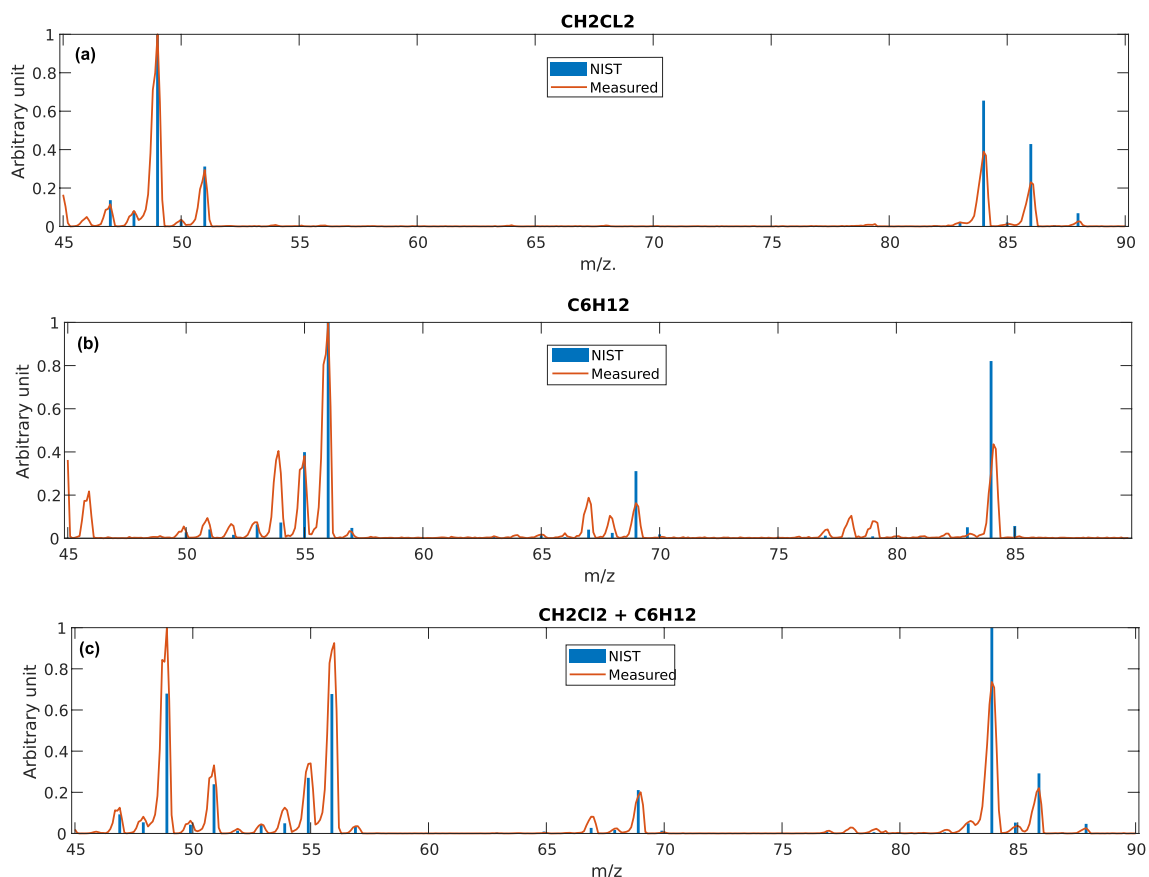 CH2CL2
(a)
Arbitrary unit
1
0.8
0.6
0.4
0.2
0
NIST
Measured
45 50 55 60 65 70 75 80 85 90
m/z.
C6H12
(b)
Arbitrary unit
1
0.8
0.6
0.4
0.2
0
NIST
Measured
45 50 55 60 65 70 75 80 85
m/z
CH2Cl2 + C6H12
(c)
Arbitrary unit
1
0.8
0.6
0.4
0.2
0
NIST
Measured
45 50 55 60 65 70 75 80 85 90
m/z